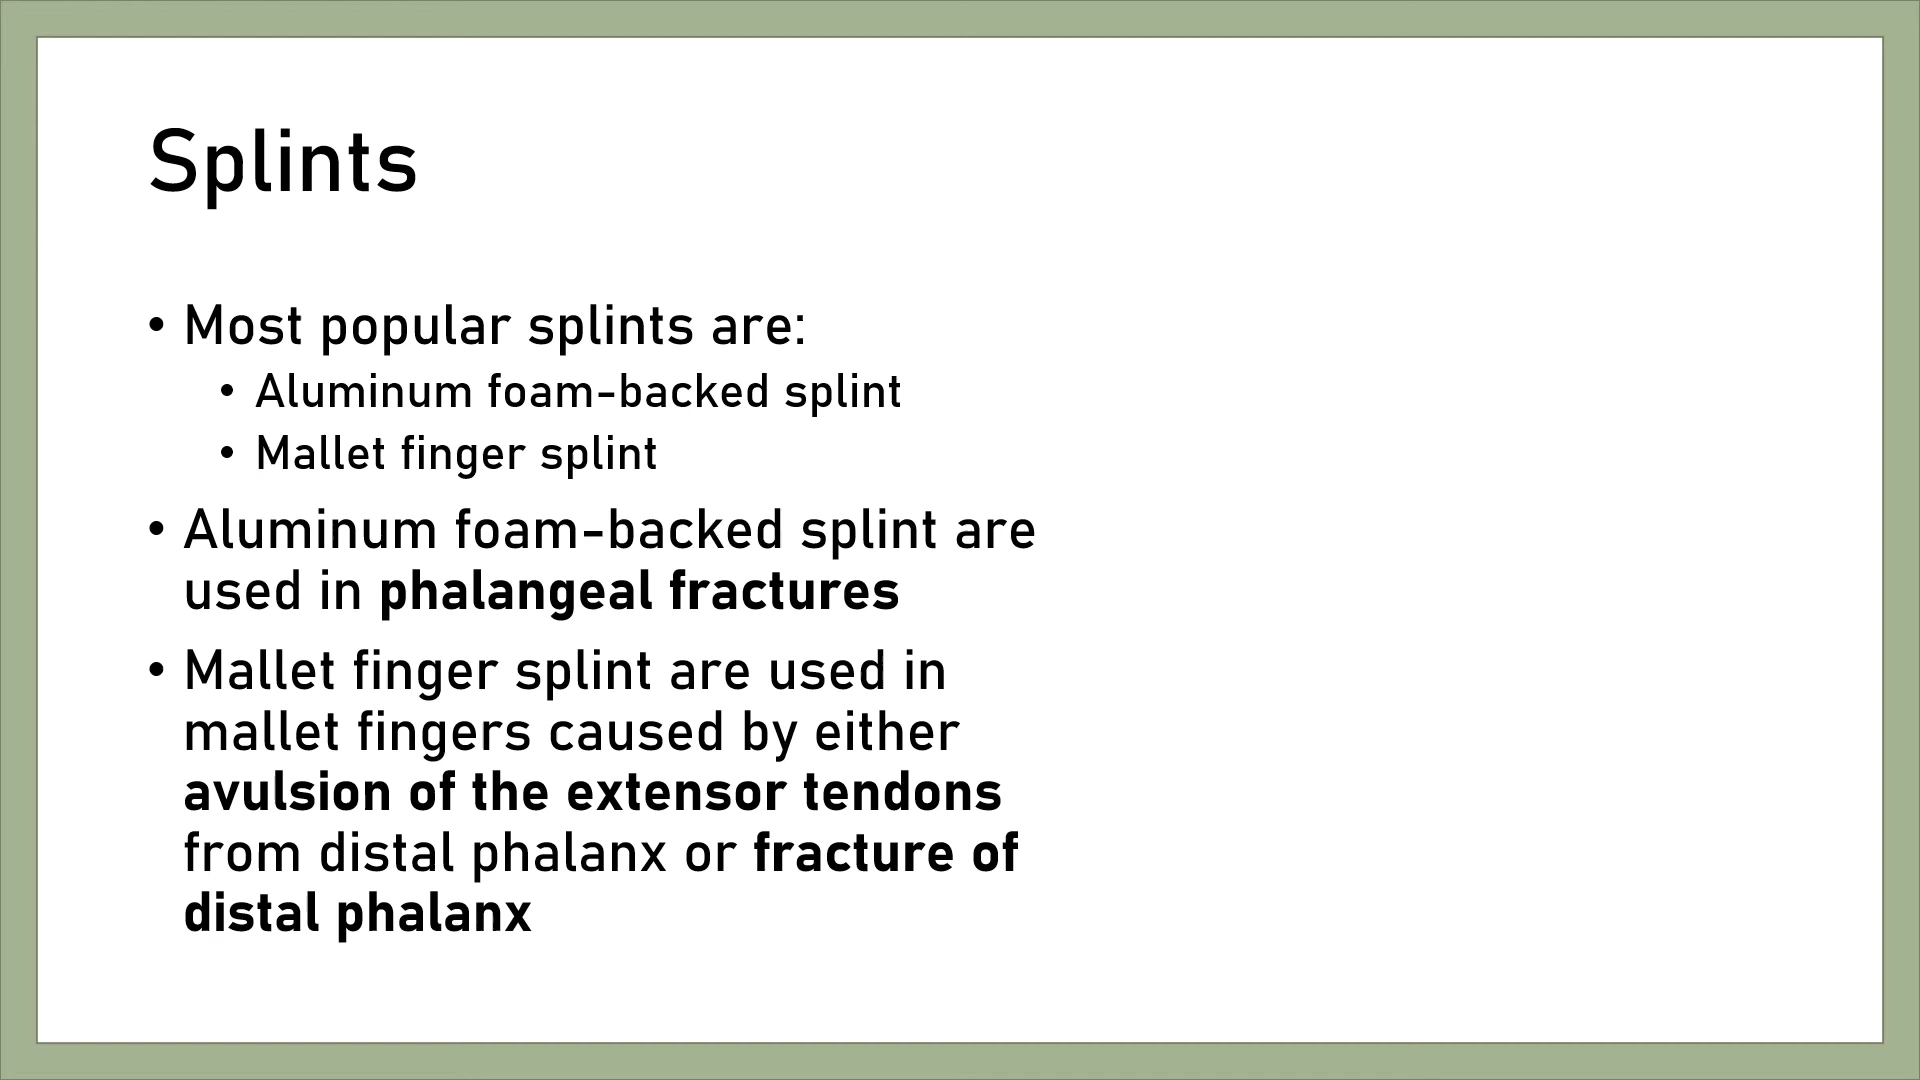 Splints
• Most popular splints are:
• Aluminum foam-backed splint
• Mallet finger splint
• Aluminum foam-backed splint are
used in phalangeal fractures
• Mallet finger splint are used in
mallet fingers caused by either
avulsion of the extensor tendons
from distal phalanx or fracture of
distal phalanx